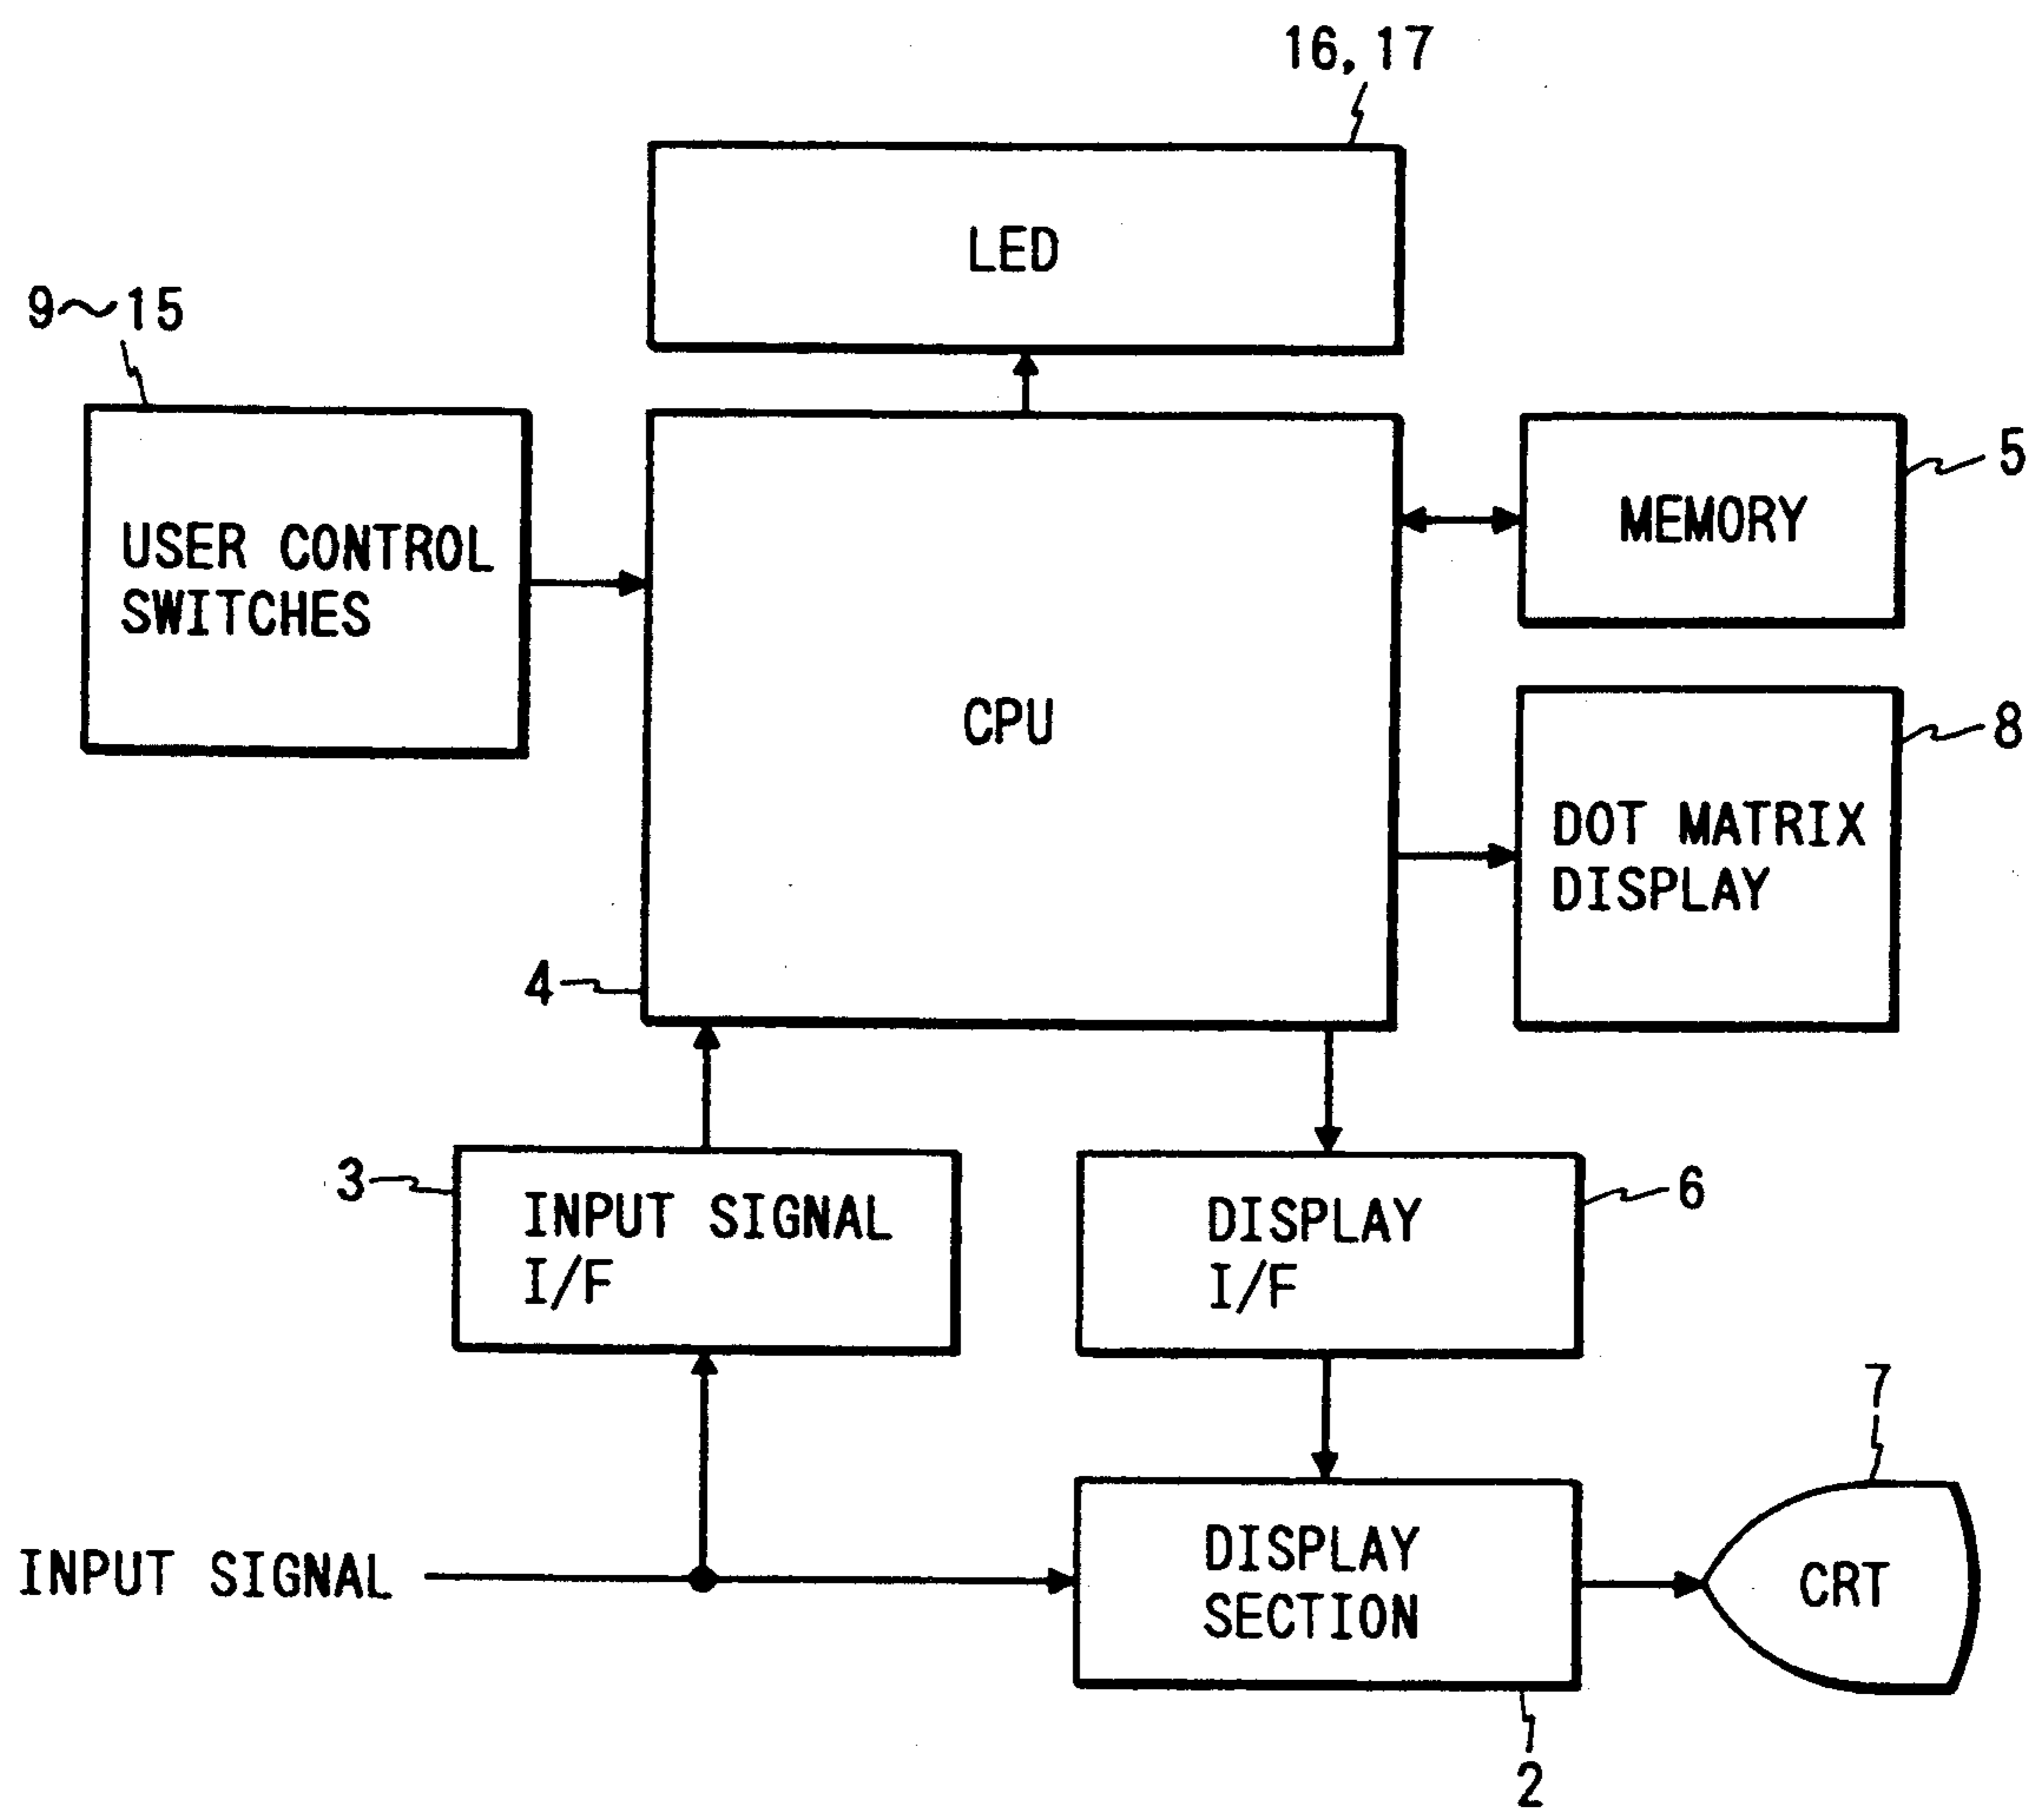 16, 17
LED
9～15
USER CONTROL
SWITCHES
CPU
MEMORY
5
8
DOT MATRIX
DISPLAY
4
3
INPUT SIGNAL
I/F
DISPLAY
I/F
6
7
INPUT SIGNAL
DISPLAY
SECTION
CRT
2